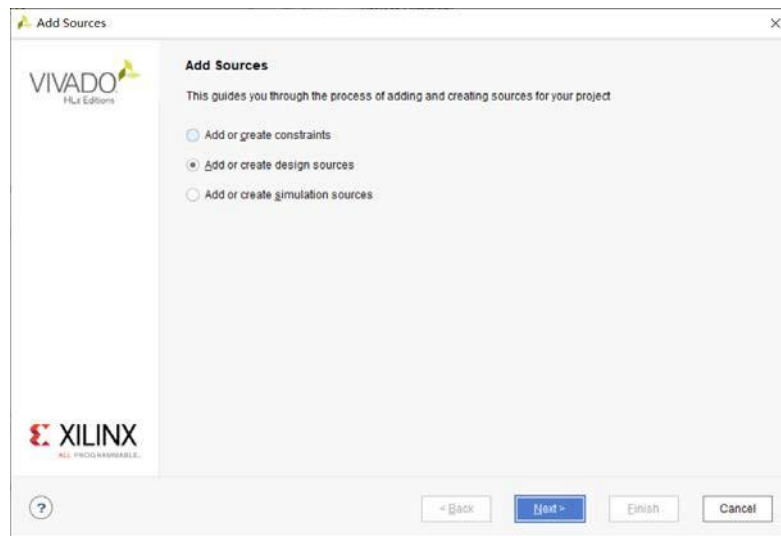 Add Sources
VIVADO
HLx Editions
Add Sources
This guides you through the process of adding and creating sources for your project
Add or create constraints
Add or create design sources
Add or create simulation sources
XILINX
ALL PROGRAMMABLE.
?
< Back
Next >
Finish
Cancel